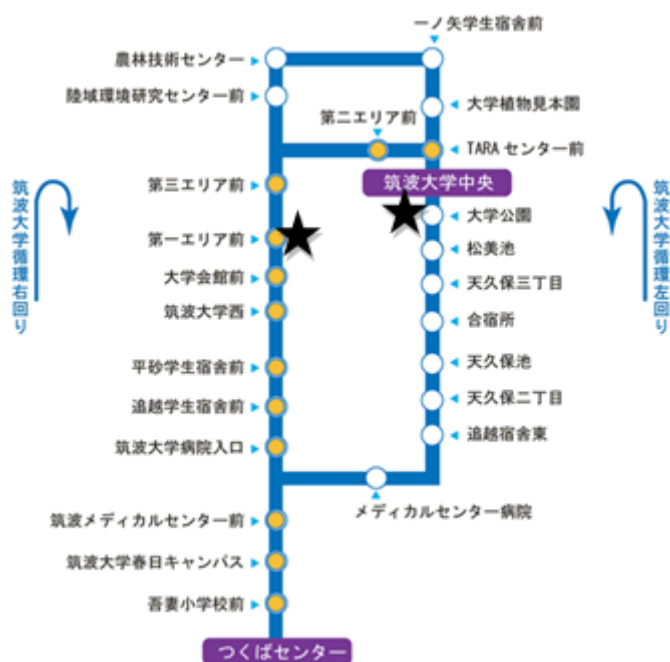 一ノ矢学生宿舎前
農林技術センター
陸域環境研究センター前
大学植物見本園
第二エリア前
TARAセンター前
筑波大学中央
第三エリア前
大学公園
第一エリア前
松美池
大学会館前
天久保三丁目
筑波大学西
合宿所
平砂学生宿舎前
天久保池
追越学生宿舎前
天久保二丁目
筑波大学病院入口
追越宿舎東
メディカルセンター病院
筑波メディカルセンター前
筑波大学春日キャンパス
吾妻小学校前
つくばセンター
筑波大学循環右回り
筑波大学循環左回り